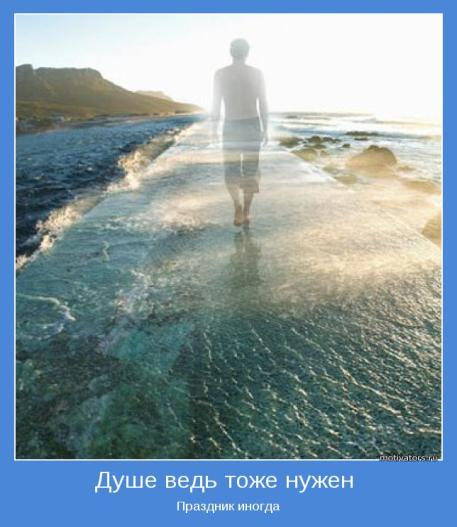 motivators.ru
Душе ведь тоже нужен
Праздник иногда